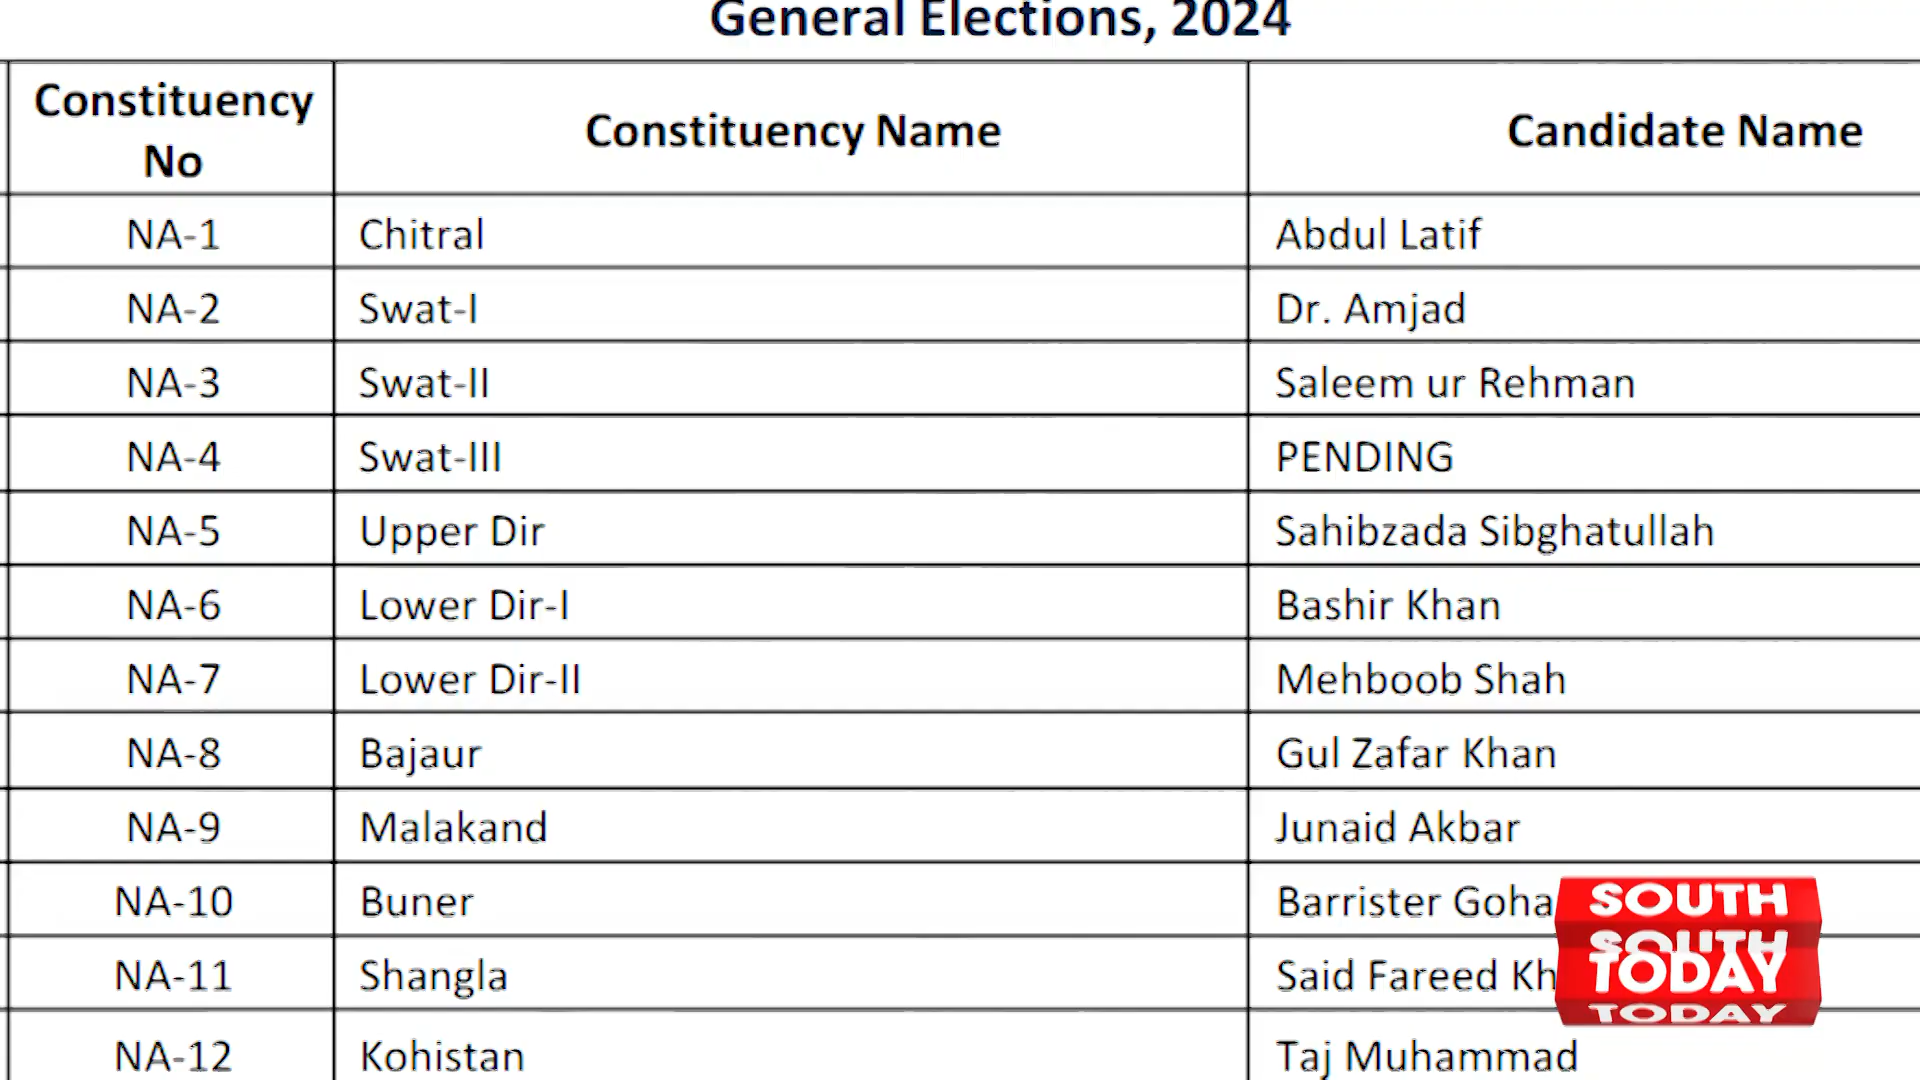 General Elections, 2024
Constituency No Constituency Name Candidate Name
NA-1 Chitral Abdul Latif
NA-2 Swat-I Dr. Amjad
NA-3 Swat-II Saleem ur Rehman
NA-4 Swat-III PENDING
NA-5 Upper Dir Sahibzada Sibghatullah
NA-6 Lower Dir-I Bashir Khan
NA-7 Lower Dir-II Mehboob Shah
NA-8 Bajaur Gul Zafar Khan
NA-9 Malakand Junaid Akbar
NA-10 Buner Barrister
NA-11 Shangla Said Fareed
NA-12 Kohistan Taj Muhammad
SOUTH
SOUTH
TODAY
TODAY